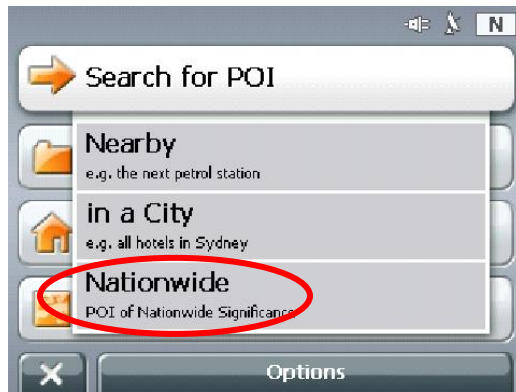 N
Search for POI
Nearby
e.g. the next petrol station
in a City
e.g. all hotels in Sydney
Nationwide
POI of Nationwide Significance
Options